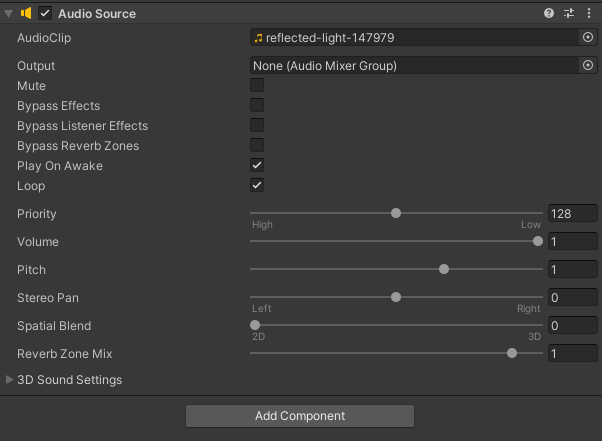 Audio Source
AudioClip reflected-light-147979
Output None (Audio Mixer Group)
Mute
Bypass Effects
Bypass Listener Effects
Bypass Reverb Zones
Play On Awake
Loop
Priority 128
High Low
Volume 1
Pitch 1
Stereo Pan 0
Left Right
Spatial Blend 0
2D 3D
Reverb Zone Mix 1
3D Sound Settings
Add Component